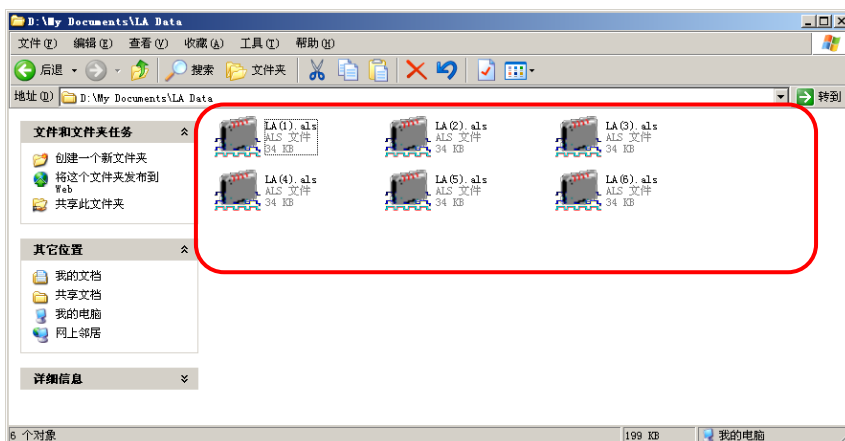 D:\My Documents\LA Data
文件(F) 编辑(E) 查看(V) 收藏(A) 工具(T) 帮助(H)
后退 搜索 文件夹
地址(D) D:\My Documents\LA Data 转到
文件和文件夹任务
创建一个新文件夹
将这个文件夹发布到
Web
共享此文件夹
其它位置
我的文档
共享文档
我的电脑
网上邻居
详细信息
LA(1).als
ALS 文件
34 KB
LA(2).als
ALS 文件
34 KB
LA(3).als
ALS 文件
34 KB
LA(4).als
ALS 文件
34 KB
LA(5).als
ALS 文件
34 KB
LA(6).als
ALS 文件
34 KB
6 个对象 199 KB 我的电脑